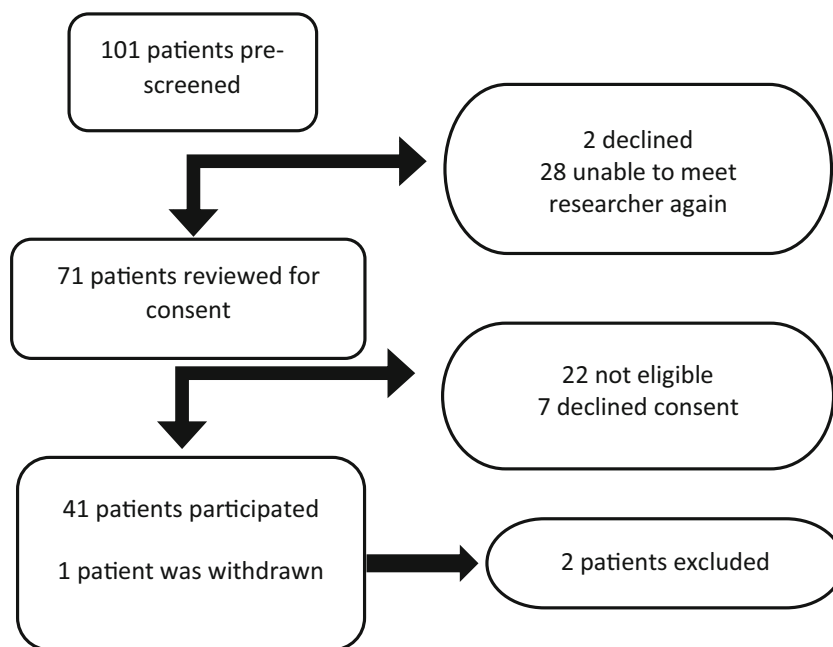 101 patients pre-
screened
2 declined
28 unable to meet
researcher again
71 patients reviewed for
consent
22 not eligible
7 declined consent
41 patients participated
1 patient was withdrawn
2 patients excluded